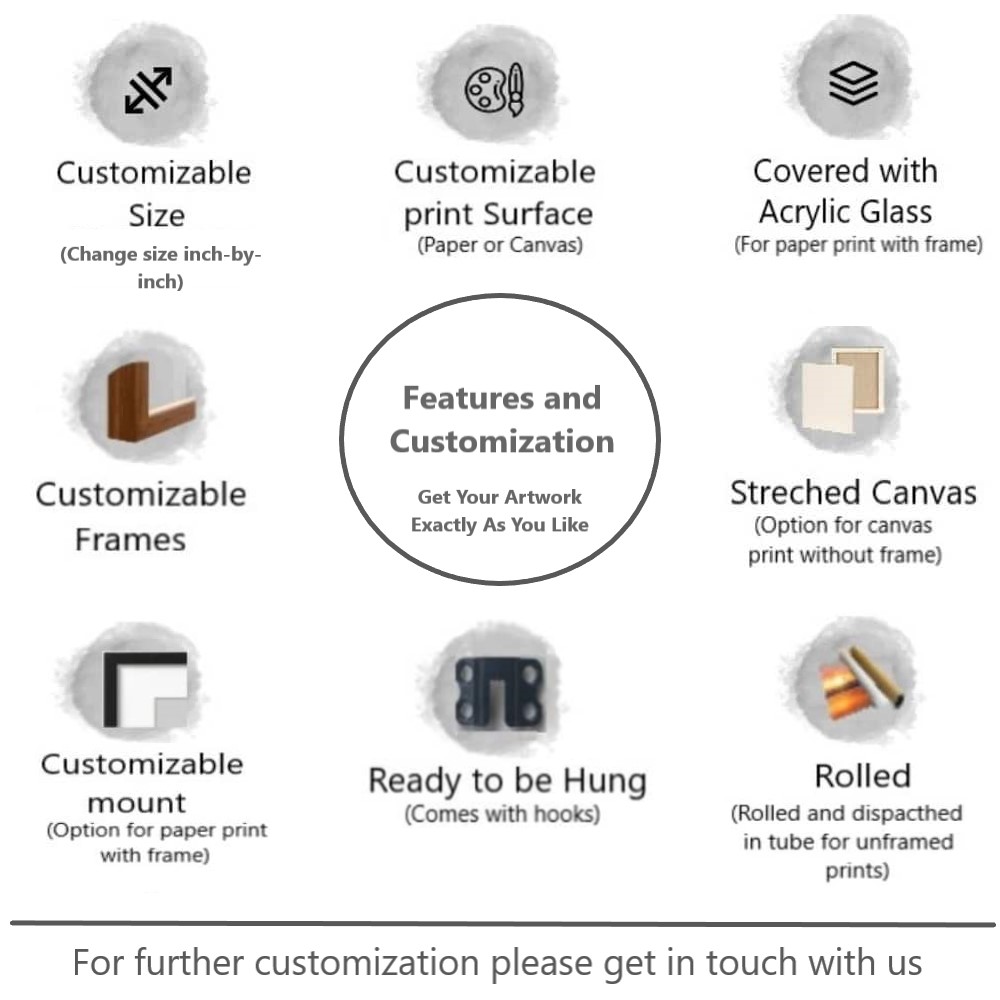 Customizable
Size
(Change size inch-by-
inch)
Customizable
print Surface
(Paper or Canvas)
Covered with
Acrylic Glass
(For paper print with frame)
Customizable
Frames
Features and
Customization
Get Your Artwork
Exactly As You Like
Streched Canvas
(Option for canvas
print without frame)
Customizable
mount
(Option for paper print
with frame)
Ready to be Hung
(Comes with hooks)
Rolled
(Rolled and dispacthed
in tube for unframed
prints)
For further customization please get in touch with us